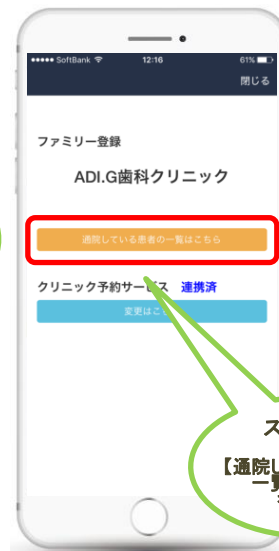 SoftBank 12:16 61%
閉じる
ファミリー登録
ADI.G歯科クリニック
通院している患者の一覧はこちら
クリニック予約サービス 連携済
変更はこ
ス
【通院し
一覧